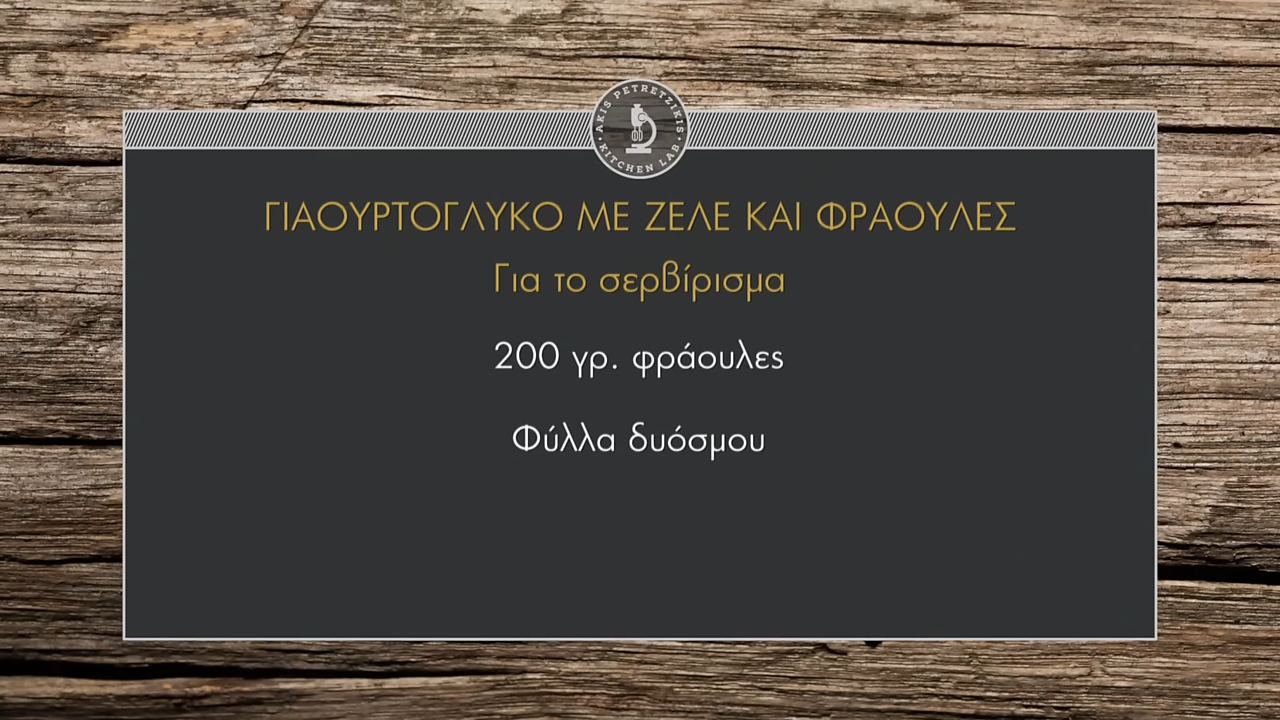 AKIS PETRETZIKIS
KITCHEN LAB
ΓΙΑΟΥΡΤΟΓΛΥΚΟ ΜΕ ΖΕΛΕ ΚΑΙ ΦΡΑΟΥΛΕΣ
Για το σερβίρισμα
200 γρ. φράουλες
Φύλλα δυόσμου